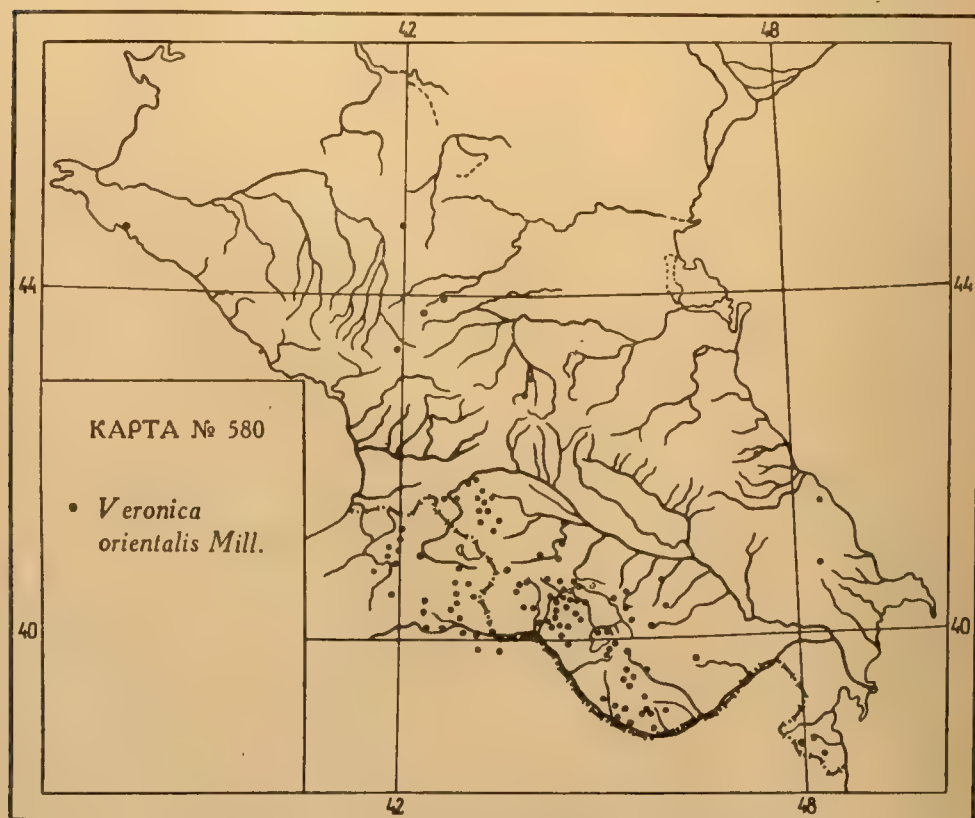 42 48
44 44
КАРТА № 580
• Veronica
orientalis Mill.
40 40
42 48